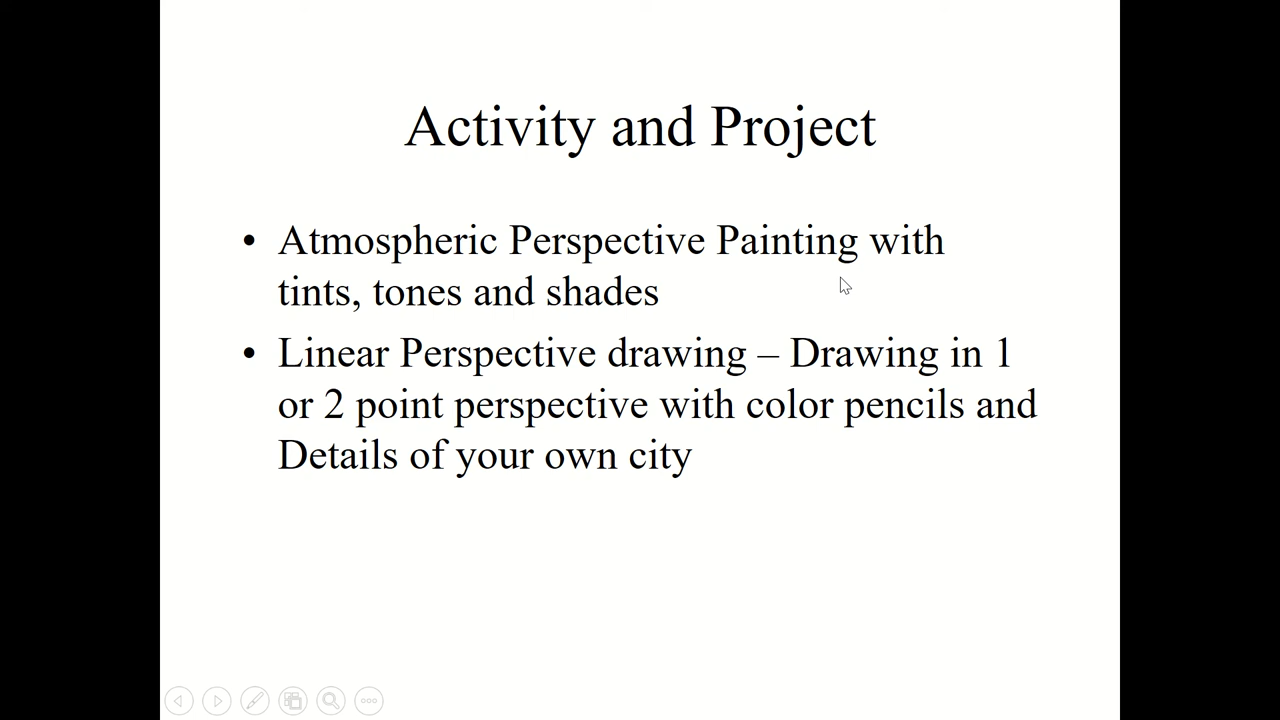 Activity and Project
• Atmospheric Perspective Painting with
tints, tones and shades
• Linear Perspective drawing – Drawing in 1
or 2 point perspective with color pencils and
Details of your own city